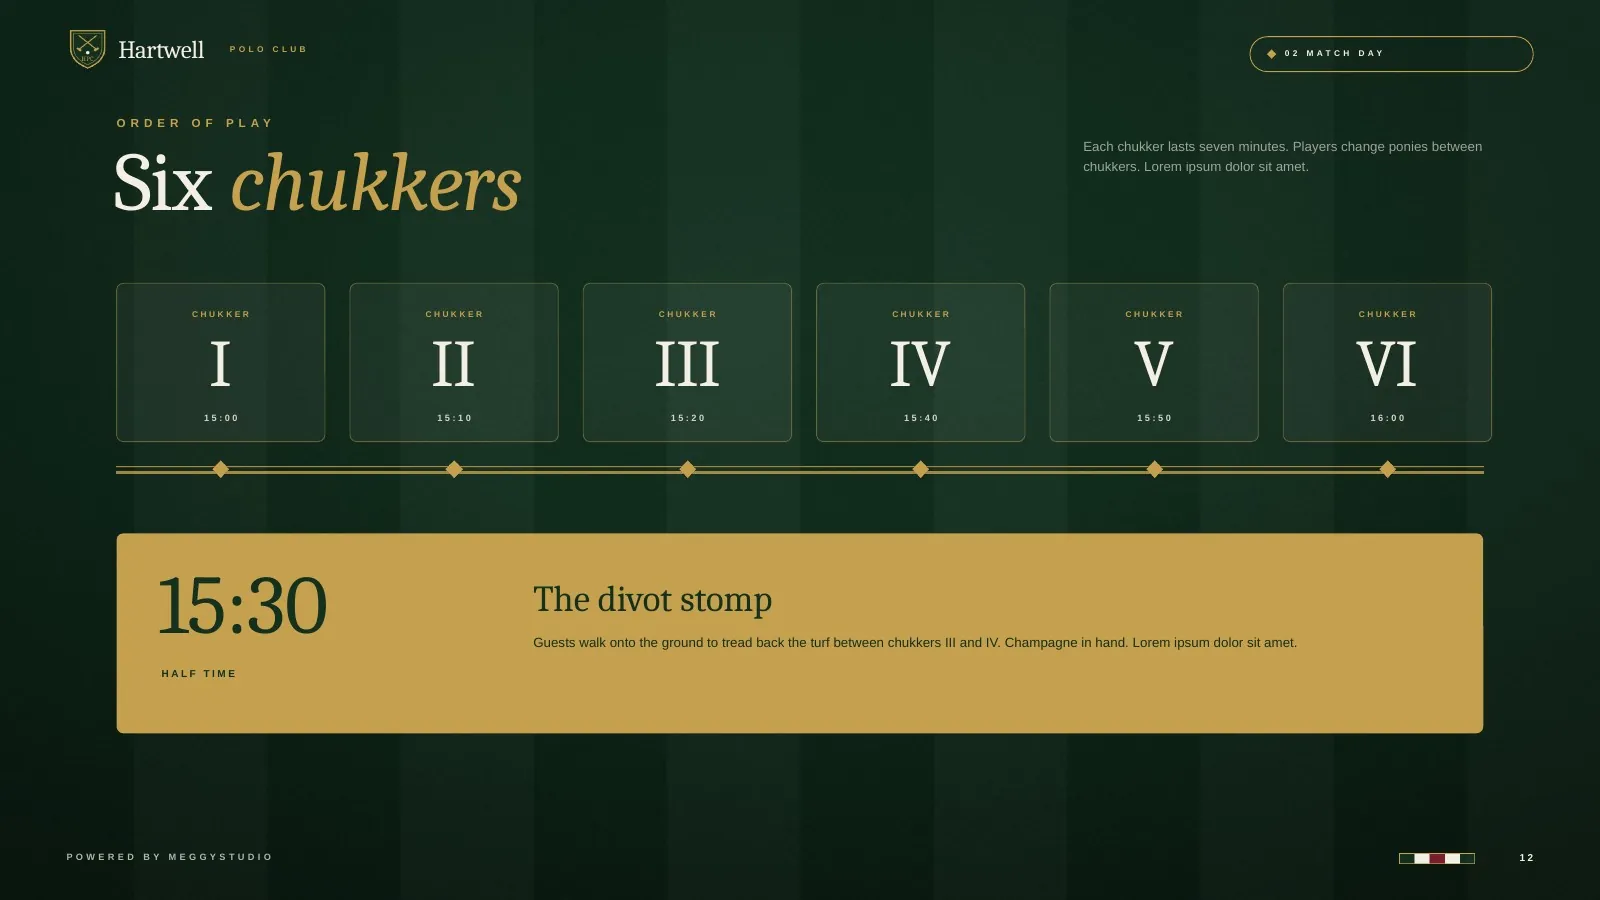 HPC
Hartwell POLO CLUB
02 MATCH DAY
ORDER OF PLAY
Six chukkers
Each chukker lasts seven minutes. Players change ponies between
chukkers. Lorem ipsum dolor sit amet.
CHUKKER
I
15:00
CHUKKER
II
15:10
CHUKKER
III
15:20
CHUKKER
IV
15:40
CHUKKER
V
15:50
CHUKKER
VI
16:00
15:30
HALF TIME
The divot stomp
Guests walk onto the ground to tread back the turf between chukkers III and IV. Champagne in hand. Lorem ipsum dolor sit amet.
POWERED BY MEGGYSTUDIO
12